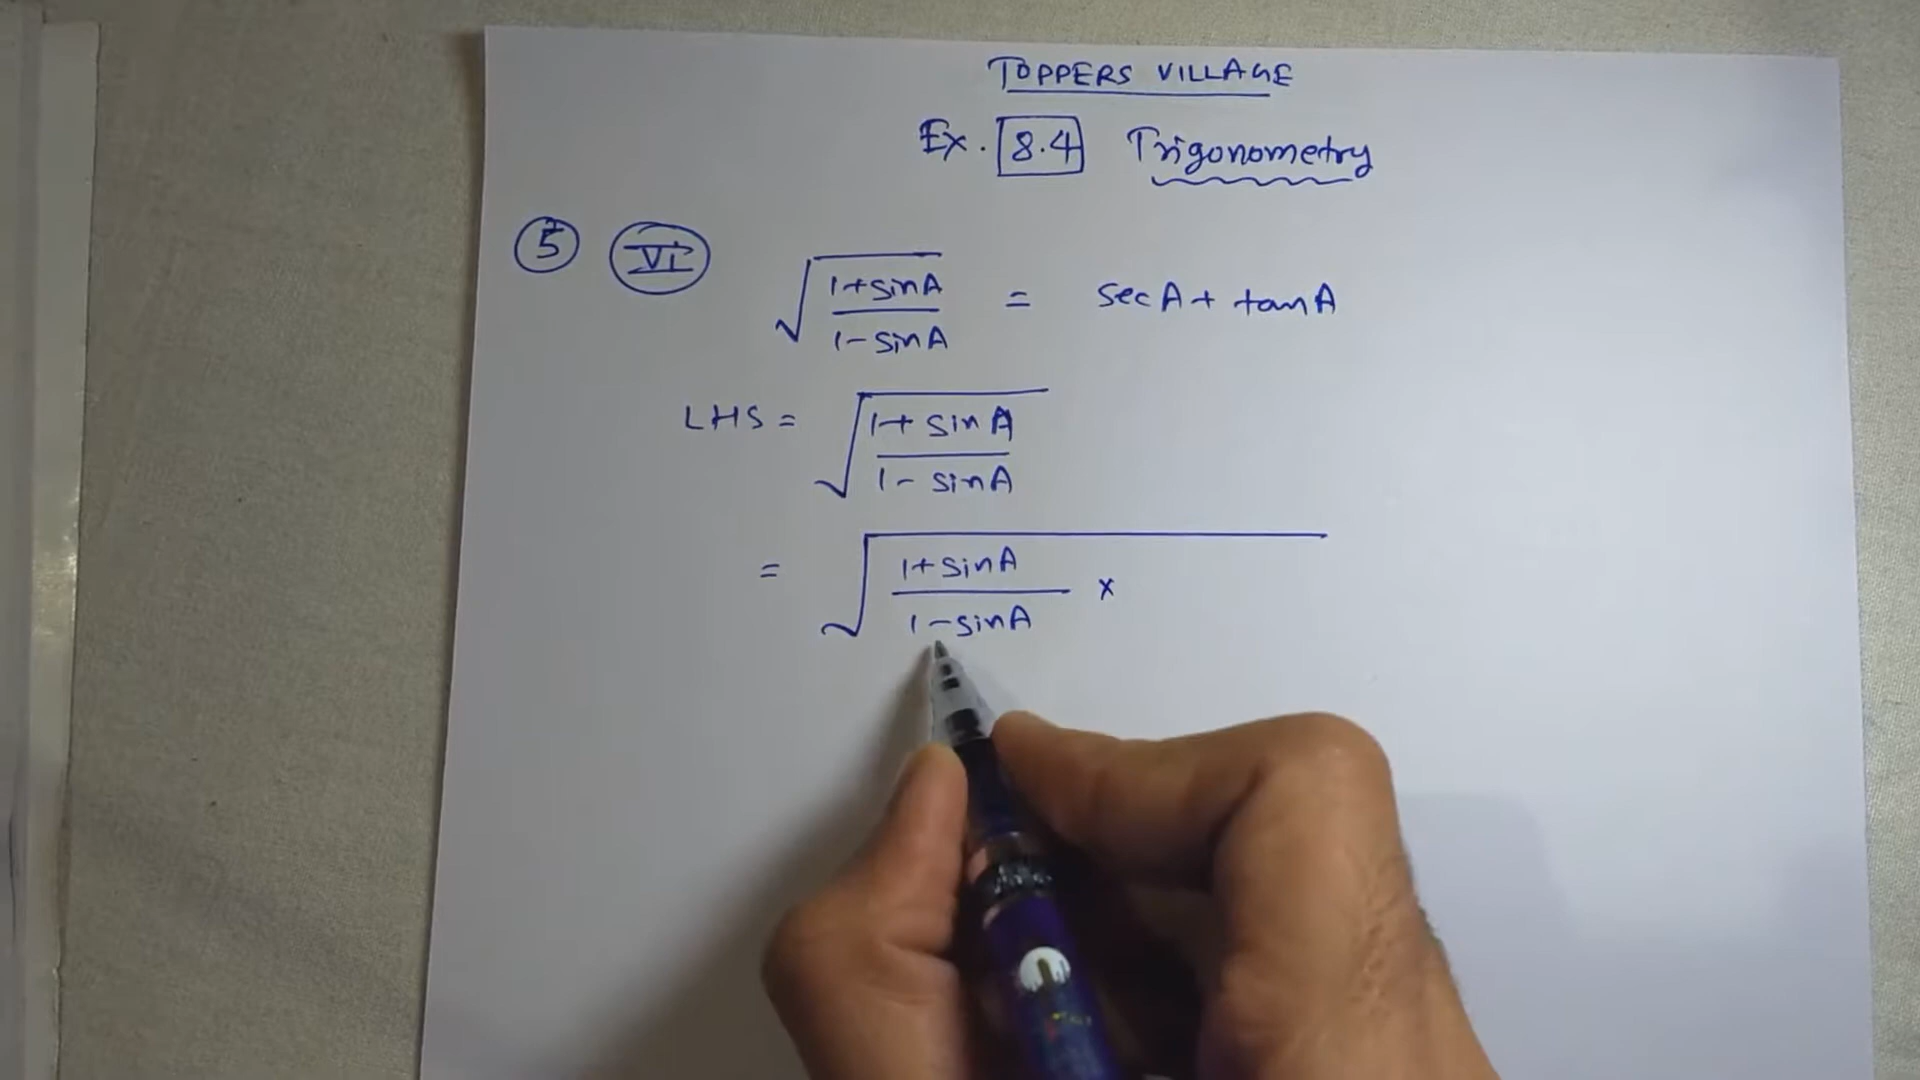 TOPPERS VILLAGE
Ex. 8.4 Trigonometry
5 VI √(1+sinA / 1-sinA) = secA + tanA
LHS = √(1+ sinA / 1- sinA)
= √(1+sinA / 1-sinA ×